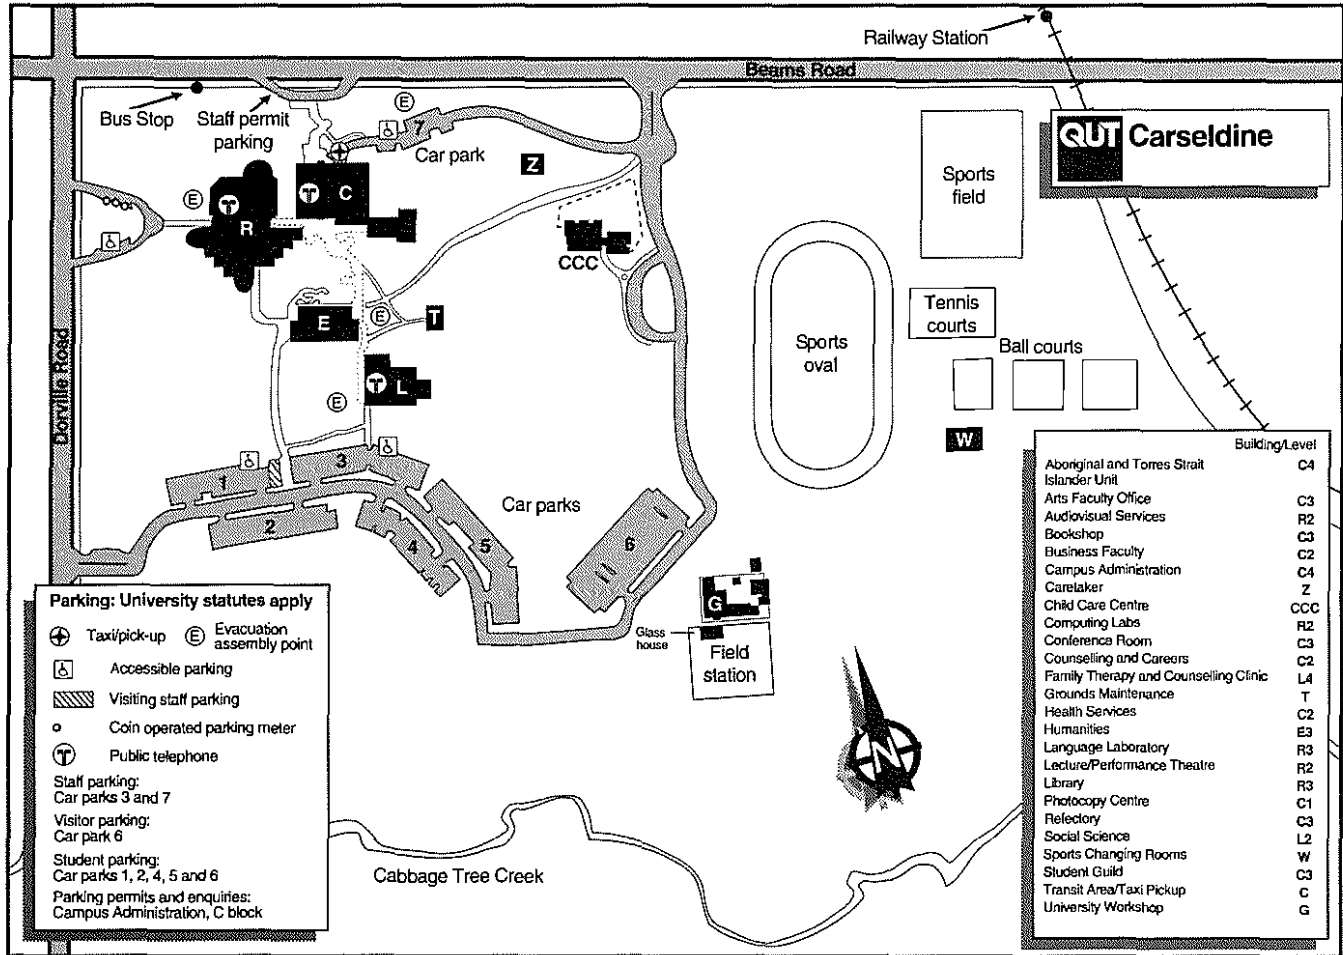 Railway Station
Beams Road
Bus Stop
Staff permit
parking
E
7
Car park
Z
QUT Carseldine
Sports
field
E
T
C
R
CCC
E
E
T
Tennis
courts
Sports
oval
Ball courts
Dorville Road
T
L
E
W
1
3
2
Car parks
4
5
6
G
Glass
house
Field
station
N
Cabbage Tree Creek
Parking: University statutes apply
Taxi/pick-up
E Evacuation
assembly point
Accessible parking
Visiting staff parking
Coin operated parking meter
T Public telephone
Staff parking:
Car parks 3 and 7
Visitor parking:
Car park 6
Student parking:
Car parks 1, 2, 4, 5 and 6
Parking permits and enquiries:
Campus Administration, C block
Building/Level
Aboriginal and Torres Strait C4
Islander Unit
Arts Faculty Office C3
Audiovisual Services R2
Bookshop C3
Business Faculty C2
Campus Administration C4
Caretaker Z
Child Care Centre CCC
Computing Labs R2
Conference Room C3
Counselling and Careers C2
Family Therapy and Counselling Clinic L4
Grounds Maintenance T
Health Services C2
Humanities E3
Language Laboratory R3
Lecture/Performance Theatre R2
Library R3
Photocopy Centre C1
Refectory C3
Social Science L2
Sports Changing Rooms W
Student Guild C3
Transit Area/Taxi Pickup C
University Workshop G